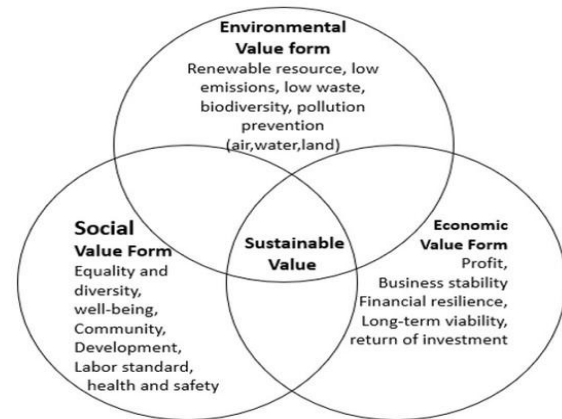 Environmental
Value form
Renewable resource, low
emissions, low waste,
biodiversity, pollution
prevention
(air,water,land)
Social
Value Form
Equality and
diversity,
well-being,
Community,
Development,
Labor standard,
health and safety
Sustainable
Value
Economic
Value Form
Profit,
Business stability
Financial resilience,
Long-term viability,
return of investment